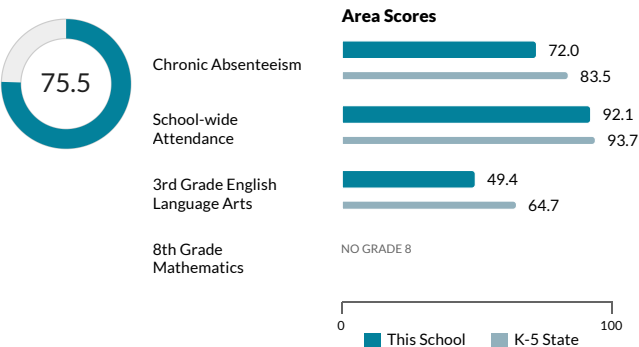 Area Scores
75.5
Chronic Absenteeism
72.0
83.5
School-wide
Attendance
92.1
93.7
3rd Grade English
Language Arts
49.4
64.7
8th Grade
Mathematics
NO GRADE 8
0
100
This School
K-5 State